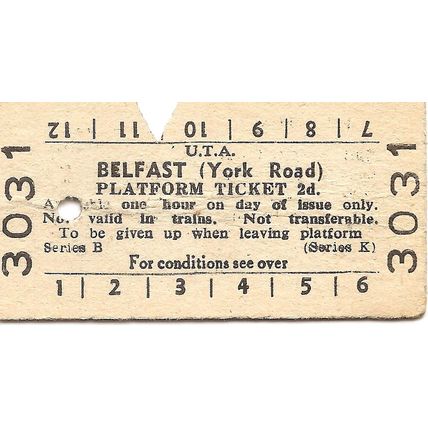 12 | 11 | 10 | 9 | 8 | 7
U.T.A.
BELFAST (York Road)
PLATFORM TICKET 2d.
one hour on day of issue only.
Not valid in trains. Not transferable.
To be given up when leaving platform
Series B (Series K)
For conditions see over
1 | 2 | 3 | 4 | 5 | 6
3031
3031